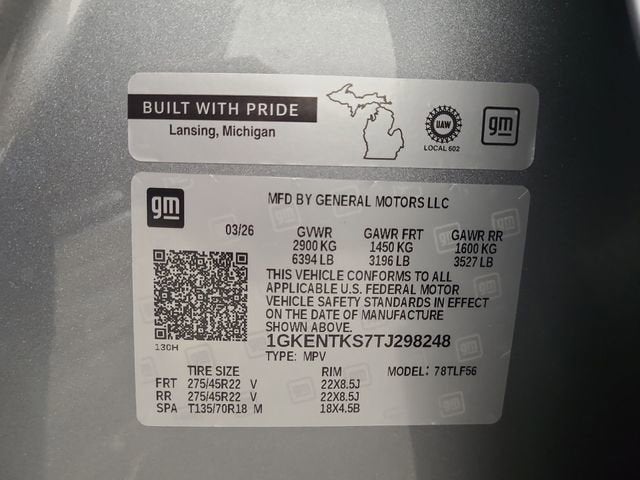 BUILT WITH PRIDE
Lansing, Michigan
UAW
LOCAL 602
gm
gm
MFD BY GENERAL MOTORS LLC
03/26 GVWR GAWR FRT GAWR RR
2900 KG 1450 KG 1600 KG
6394 LB 3196 LB 3527 LB
THIS VEHICLE CONFORMS TO ALL
APPLICABLE U.S. FEDERAL MOTOR
VEHICLE SAFETY STANDARDS IN EFFECT
ON THE DATE OF MANUFACTURE
SHOWN ABOVE.
130H
1GKENTKS7TJ298248
TYPE: MPV
TIRE SIZE RIM MODEL: 78TLF56
FRT 275/45R22 V 22X8.5J
RR 275/45R22 V 22X8.5J
SPA T135/70R18 M 18X4.5B